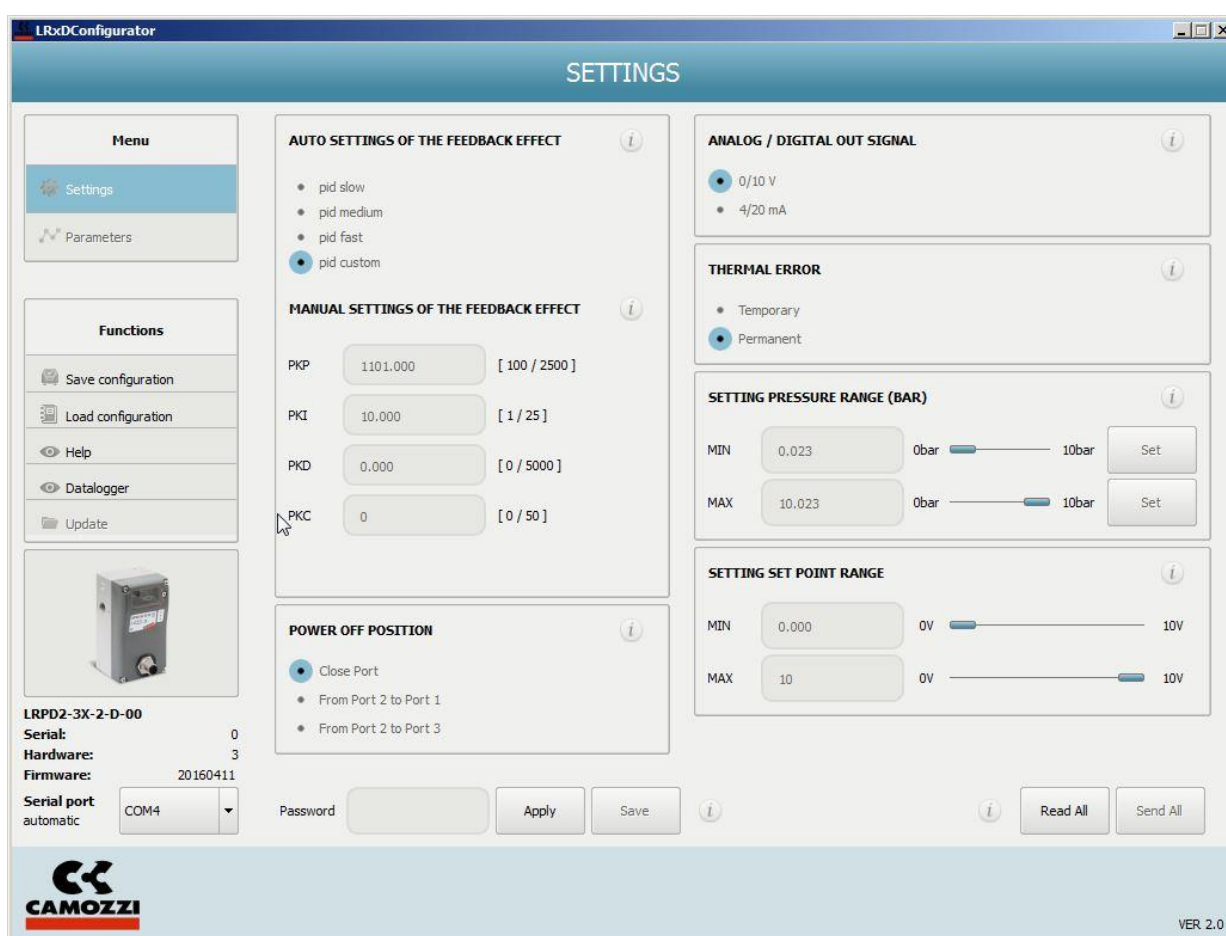 LRxDConfigurator
SETTINGS
Menu
Settings
Parameters
Functions
Save configuration
Load configuration
Help
Datalogger
Update
LRPD2-3X-2-D-00
Serial: 0
Hardware: 3
Firmware: 20160411
Serial port
automatic
COM4
AUTO SETTINGS OF THE FEEDBACK EFFECT
pid slow
pid medium
pid fast
pid custom
MANUAL SETTINGS OF THE FEEDBACK EFFECT
PKP 1101.000 [ 100 / 2500 ]
PKI 10.000 [ 1 / 25 ]
PKD 0.000 [ 0 / 5000 ]
PKC 0 [ 0 / 50 ]
POWER OFF POSITION
Close Port
From Port 2 to Port 1
From Port 2 to Port 3
Password Apply Save
ANALOG / DIGITAL OUT SIGNAL
0/10 V
4/20 mA
THERMAL ERROR
Temporary
Permanent
SETTING PRESSURE RANGE (BAR)
MIN 0.023 0bar 10bar Set
MAX 10.023 0bar 10bar Set
SETTING SET POINT RANGE
MIN 0.000 0V 10V
MAX 10 0V 10V
Read All Send All
CAMOZZI
VER 2.0